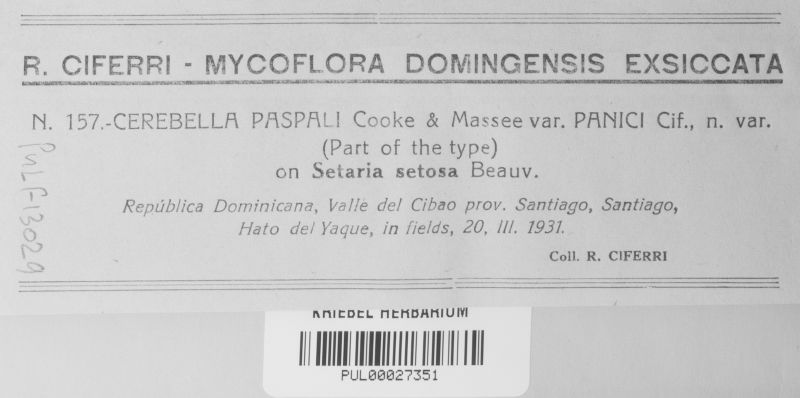 R. CIFERRI - MYCOFLORA DOMINGENSIS EXSICCATA
N. 157.-CEREBELLA PASPALI Cooke & Massee var. PANICI Cif., n. var.
(Part of the type)
on Setaria setosa Beauv.
República Dominicana, Valle del Cibao prov. Santiago, Santiago,
Hato del Yaque, in fields, 20, III. 1931.
Coll. R. CIFERRI
PUL F-13029
KRIEBEL HERBARIUM
PUL00027351